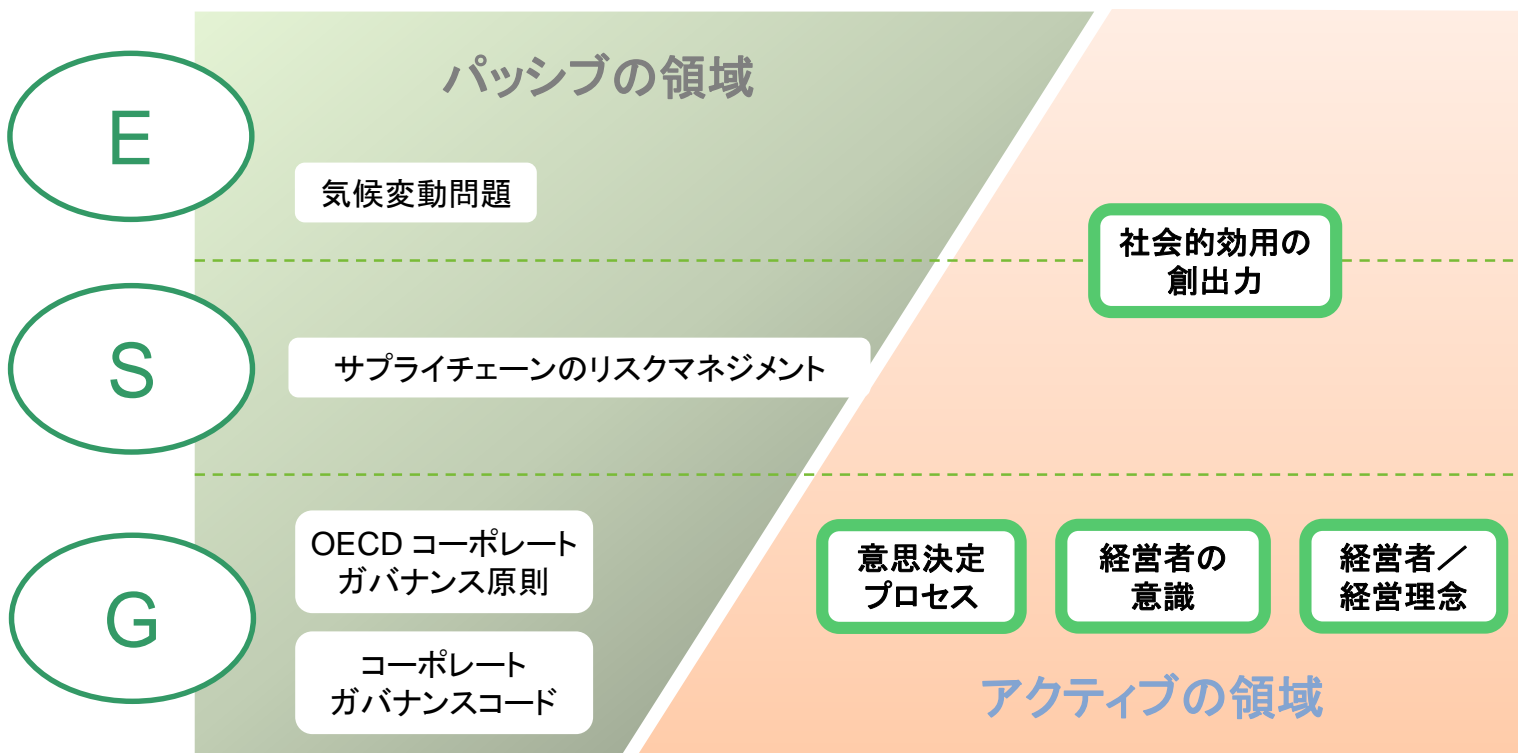 パッシブの領域
E
気候変動問題
社会的効用の
創出力
S
サプライチェーンのリスクマネジメント
G
OECD コーポレート
ガバナンス原則
意思決定
プロセス
経営者の
意識
経営者／
経営理念
コーポレート
ガバナンスコード
アクティブの領域